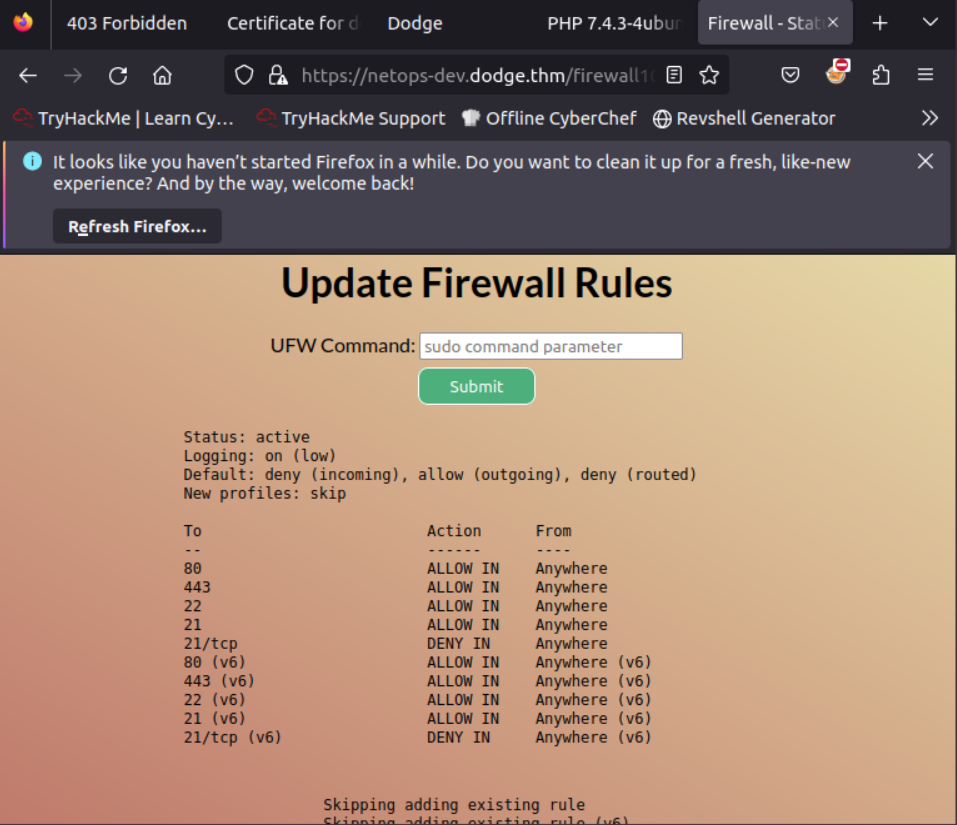 403 Forbidden Certificate for d Dodge PHP 7.4.3-4ubun Firewall - Stat
https://netops-dev.dodge.thm/firewall1
TryHackMe | Learn Cy... TryHackMe Support Offline CyberChef Revshell Generator
It looks like you haven't started Firefox in a while. Do you want to clean it up for a fresh, like-new
experience? And by the way, welcome back!
Refresh Firefox...
Update Firewall Rules
UFW Command: sudo command parameter
Submit
Status: active
Logging: on (low)
Default: deny (incoming), allow (outgoing), deny (routed)
New profiles: skip
To Action From
-- ------ ----
80 ALLOW IN Anywhere
443 ALLOW IN Anywhere
22 ALLOW IN Anywhere
21 ALLOW IN Anywhere
21/tcp DENY IN Anywhere
80 (v6) ALLOW IN Anywhere (v6)
443 (v6) ALLOW IN Anywhere (v6)
22 (v6) ALLOW IN Anywhere (v6)
21 (v6) ALLOW IN Anywhere (v6)
21/tcp (v6) DENY IN Anywhere (v6)
Skipping adding existing rule
Skipping adding existing rule (v6)